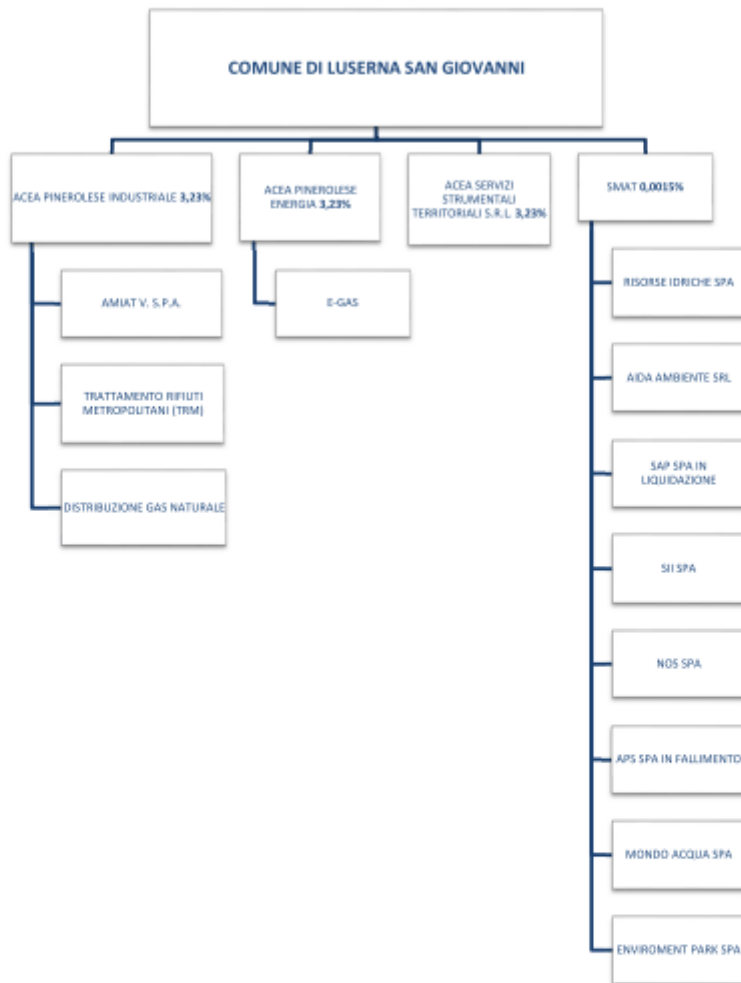 COMUNE DI LUSERNA SAN GIOVANNI
ACEA PINEROLESE INDUSTRIALE 3,23%
ACEA PINEROLESE
ENERGIA 3,23%
ACEA SERVIZI
STRUMENTALI
TERRITORIALI S.R.L. 3,23%
SMAT 0,0015%
AMIAT V. S.P.A.
TRATTAMENTO RIFIUTI
METROPOLITANI (TRM)
DISTRIBUZIONE GAS NATURALE
E-GAS
RISORSE IDRICHE SPA
AIDA AMBIENTE SRL
SAP SPA IN
LIQUIDAZIONE
SII SPA
NOS SPA
APS SPA IN FALLIMENTO
MONDO ACQUA SPA
ENVIROMENT PARK SPA